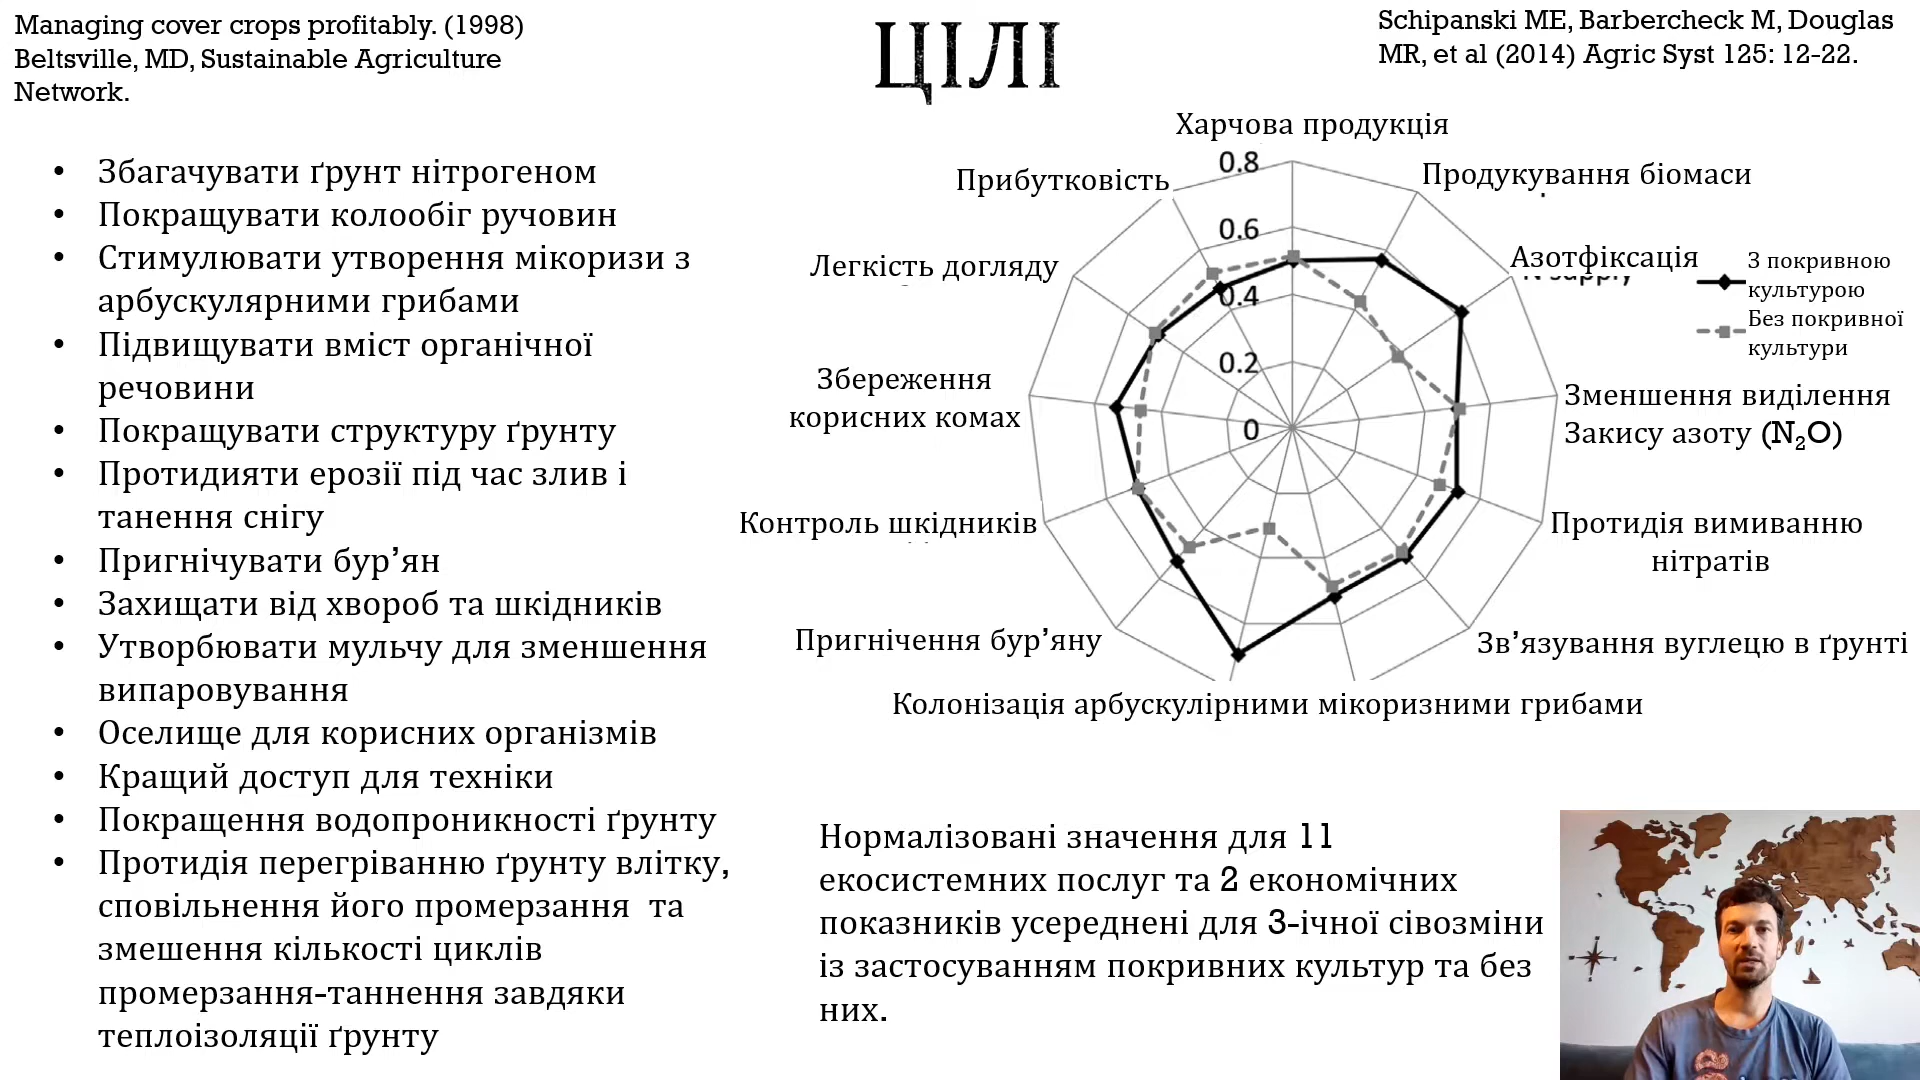 Managing cover crops profitably. (1998)
Beltsville, MD, Sustainable Agriculture
Network.
ЦІЛІ
Schipanski ME, Barbercheck M, Douglas
MR, et al (2014) Agric Syst 125: 12-22.
• Збагачувати ґрунт нітрогеном
• Покращувати колообіг ручовин
• Стимулювати утворення мікоризи з
арбускулярними грибами
• Підвищувати вміст органічної
речовини
• Покращувати структуру ґрунту
• Протидияти ерозії під час злив і
танення снігу
• Пригнічувати бур’ян
• Захищати від хвороб та шкідників
• Утворбювати мульчу для зменшення
випаровування
• Оселище для корисних організмів
• Кращий доступ для техніки
• Покращення водопроникності ґрунту
• Протидія перегріванню ґрунту влітку,
сповільнення його промерзання та
змешення кількості циклів
промерзання-таннення завдяки
теплоізоляції ґрунту
Харчова продукція
Продукування біомаси
Азотфіксація
Зменшення виділення
Закису азоту (N₂O)
Протидія вимиванню
нітратів
Зв’язування вуглецю в ґрунті
Колонізація арбускулірними мікоризними грибами
Пригнічення бур’яну
Контроль шкідників
Збереження
корисних комах
Легкість догляду
Прибутковість
0.8
0.6
0.4
0.2
0
З покривною
культурою
Без покривної
культури
Нормалізовані значення для 11
екосистемних послуг та 2 економічних
показників усереднені для 3-ічної сівозміни
із застосуванням покривних культур та без
них.